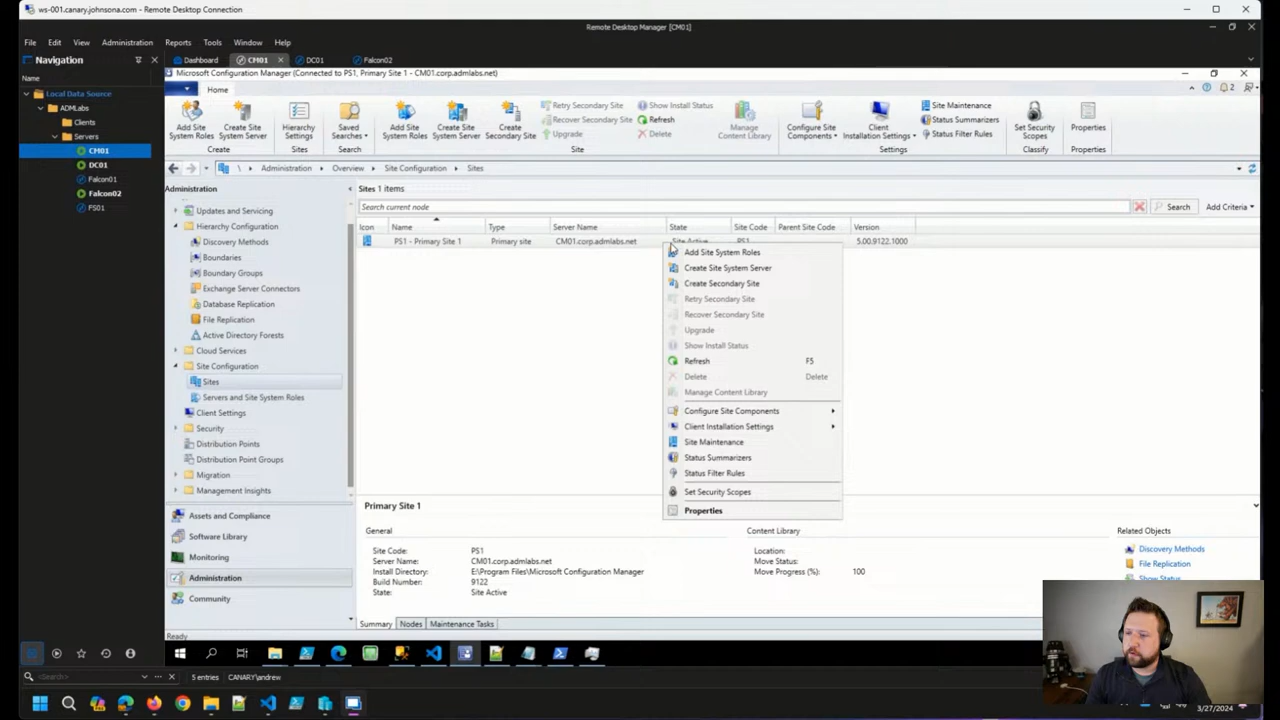 ws-001.canary.johnsona.com - Remote Desktop Connection
Remote Desktop Manager [CM01]
File Edit View Administration Reports Tools Window Help
Navigation
Name
Local Data Source
ADMLabs
Clients
Servers
CM01
DC01
Falcon01
Falcon02
FS01
Dashboard CM01 DC01 Falcon02
Microsoft Configuration Manager (Connected to PS1, Primary Site 1 - CM01.corp.admlabs.net)
Home
Add Site System Roles
Create Site System Server
Create
Hierarchy Settings
Sites
Saved Searches
Search
Add Site System Roles
Create Site System Server
Create Secondary Site
Retry Secondary Site
Recover Secondary Site
Upgrade
Show Install Status
Refresh
Delete
Site
Manage Content Library
Configure Site Components
Client Installation Settings
Site Maintenance
Status Summarizers
Status Filter Rules
Settings
Set Security Scopes
Classify
Properties
Properties
\ Administration Overview Site Configuration Sites
Administration
Updates and Servicing
Hierarchy Configuration
Discovery Methods
Boundaries
Boundary Groups
Exchange Server Connectors
Database Replication
File Replication
Active Directory Forests
Cloud Services
Site Configuration
Sites
Servers and Site System Roles
Client Settings
Security
Distribution Points
Distribution Point Groups
Migration
Management Insights
Assets and Compliance
Software Library
Monitoring
Administration
Community
Sites 1 items
Search current node
Search
Add Criteria
Icon Name Type Server Name State Site Code Parent Site Code Version
PS1 - Primary Site 1 Primary site CM01.corp.admlabs.net Site Active PS1 5.00.9122.1000
Add Site System Roles
Create Site System Server
Create Secondary Site
Retry Secondary Site
Recover Secondary Site
Upgrade
Show Install Status
Refresh F5
Delete Delete
Manage Content Library
Configure Site Components
Client Installation Settings
Site Maintenance
Status Summarizers
Status Filter Rules
Set Security Scopes
Properties
Primary Site 1
General
Site Code: PS1
Server Name: CM01.corp.admlabs.net
Install Directory: E:\Program Files\Microsoft Configuration Manager
Build Number: 9122
State: Site Active
Content Library
Location:
Move Status:
Move Progress (%): 100
Related Objects
Discovery Methods
File Replication
Show Status
Summary Nodes Maintenance Tasks
Ready
<Search>
5 entries
CANARY\andrew
3/27/2024